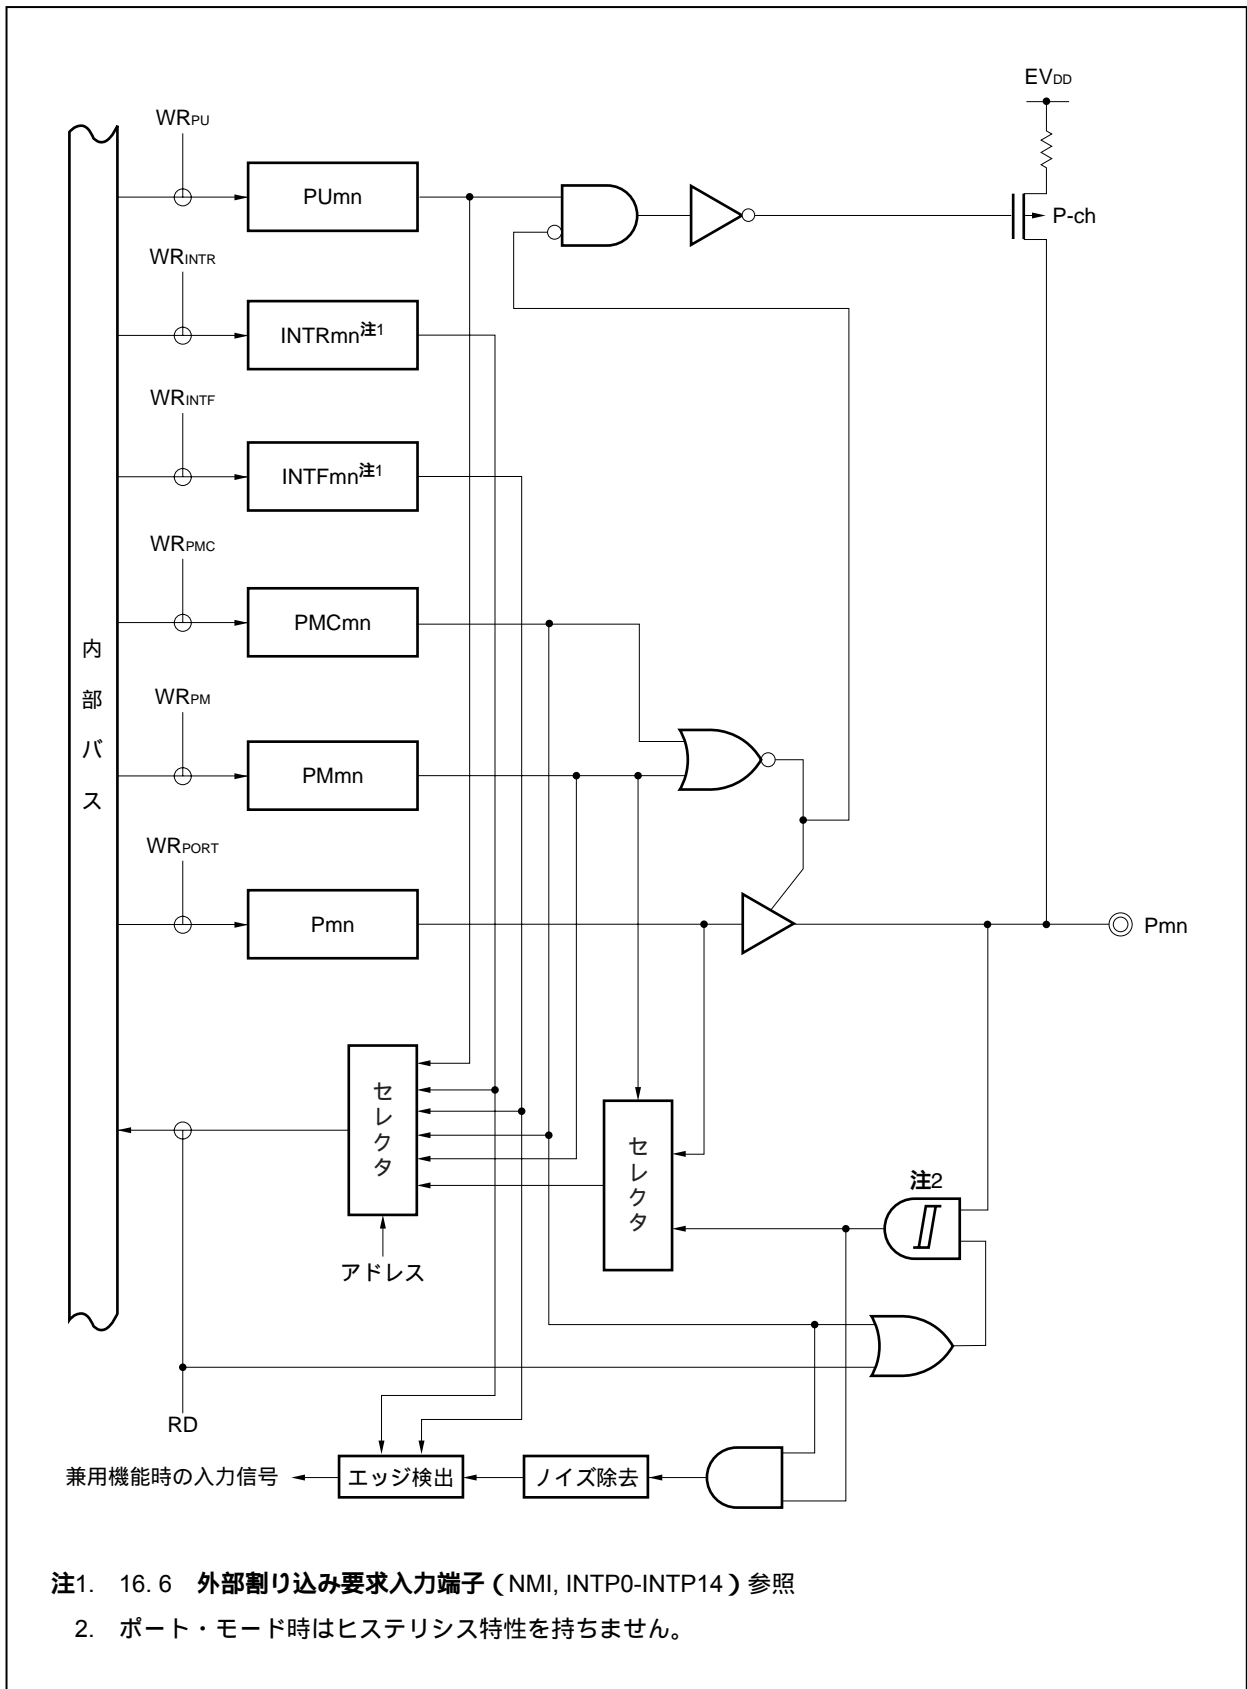 EVDD
WRPU
PUmn
P-ch
WRINTR
INTRmn注1
WRINTF
INTFmn注1
WRPMC
PMCmn
内部バス
WRPM
PMmn
WRPORT
Pmn
Pmn
セレクタ
セレクタ
注2
アドレス
RD
兼用機能時の入力信号
エッジ検出
ノイズ除去
注1. 16. 6 外部割り込み要求入力端子（NMI, INTP0-INTP14）参照
2. ポート・モード時はヒステリシス特性を持ちません。